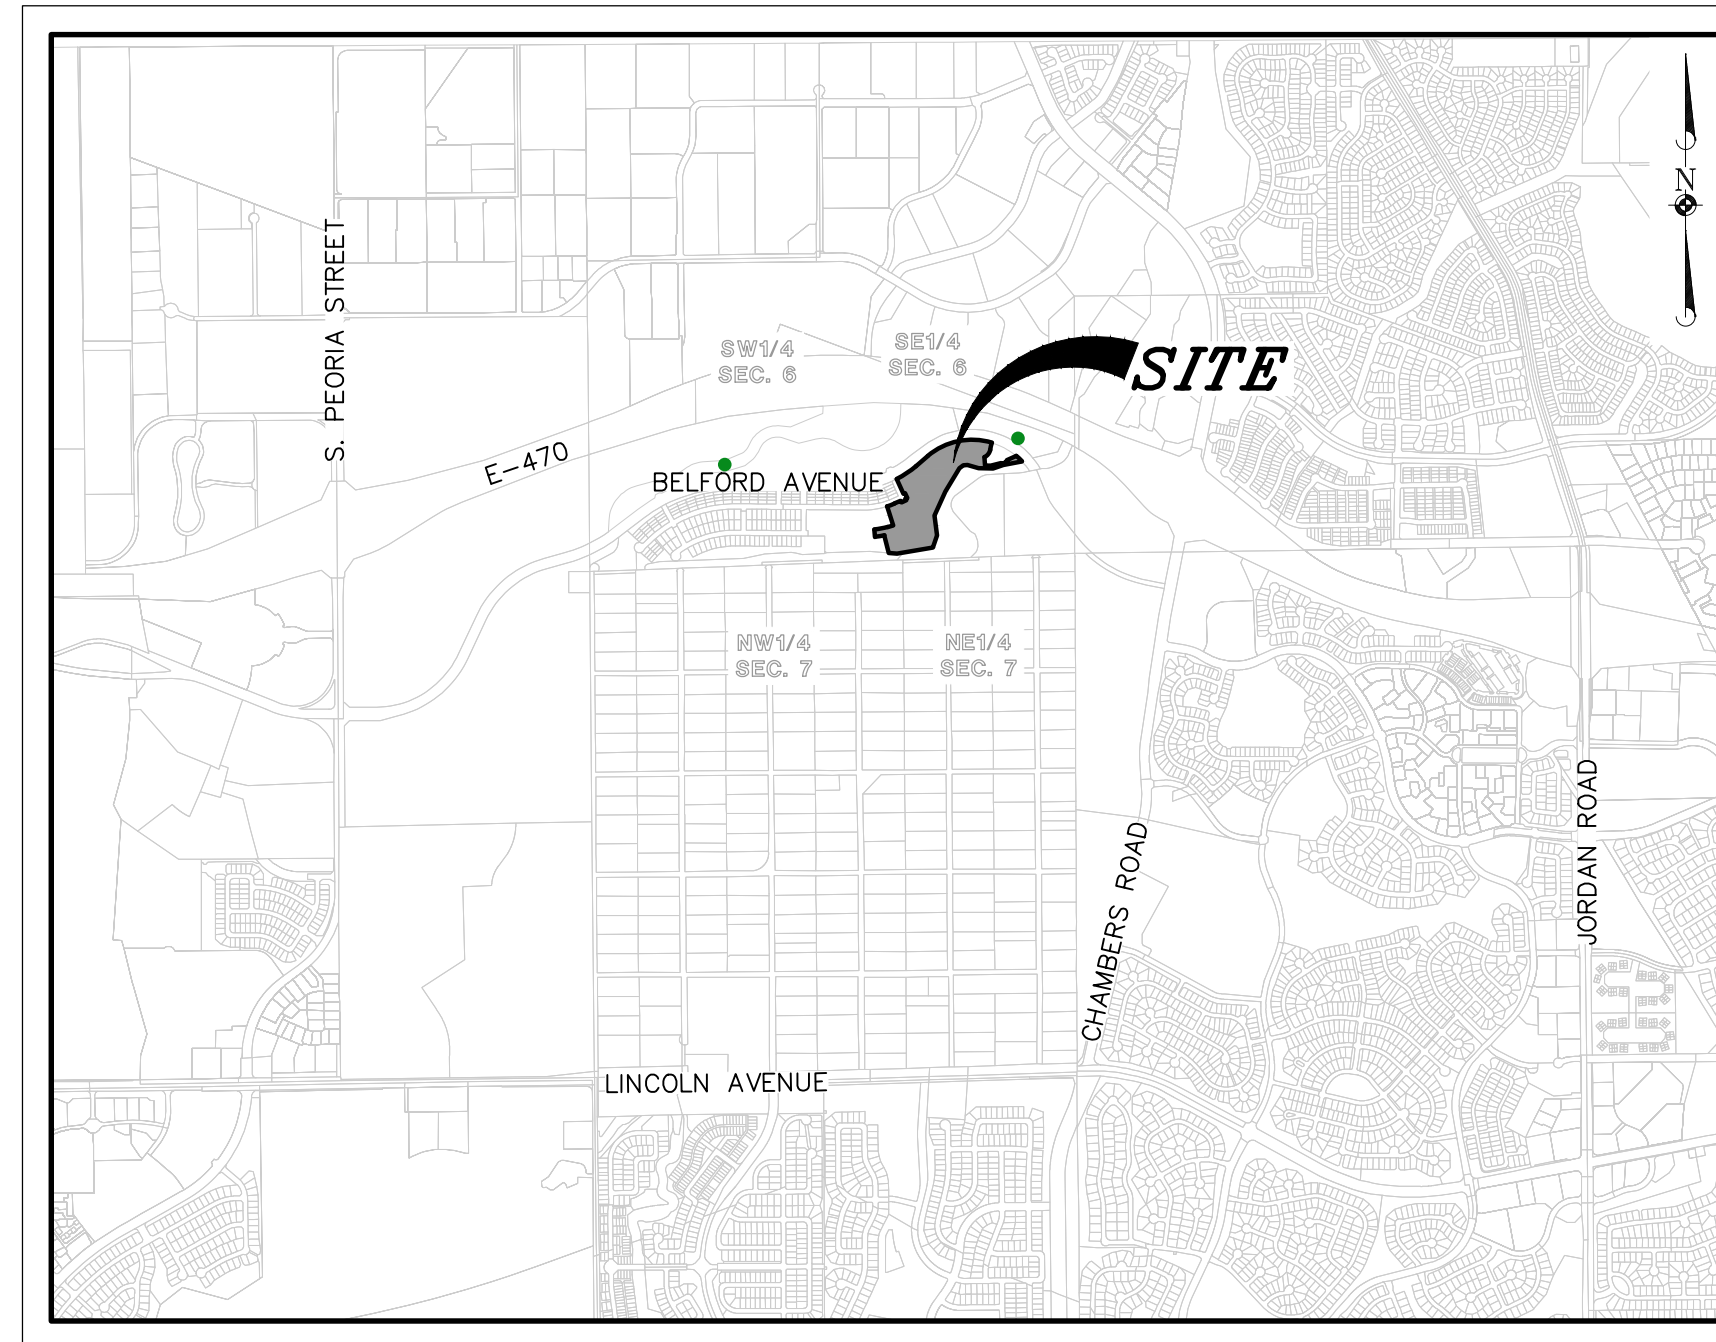 N
S. PEORIA STREET
SW1/4
SEC. 6
SE1/4
SEC. 6
SITE
E-470
BELFORD AVENUE
NW1/4
SEC. 7
NE1/4
SEC. 7
JORDAN ROAD
CHAMBERS ROAD
LINCOLN AVENUE